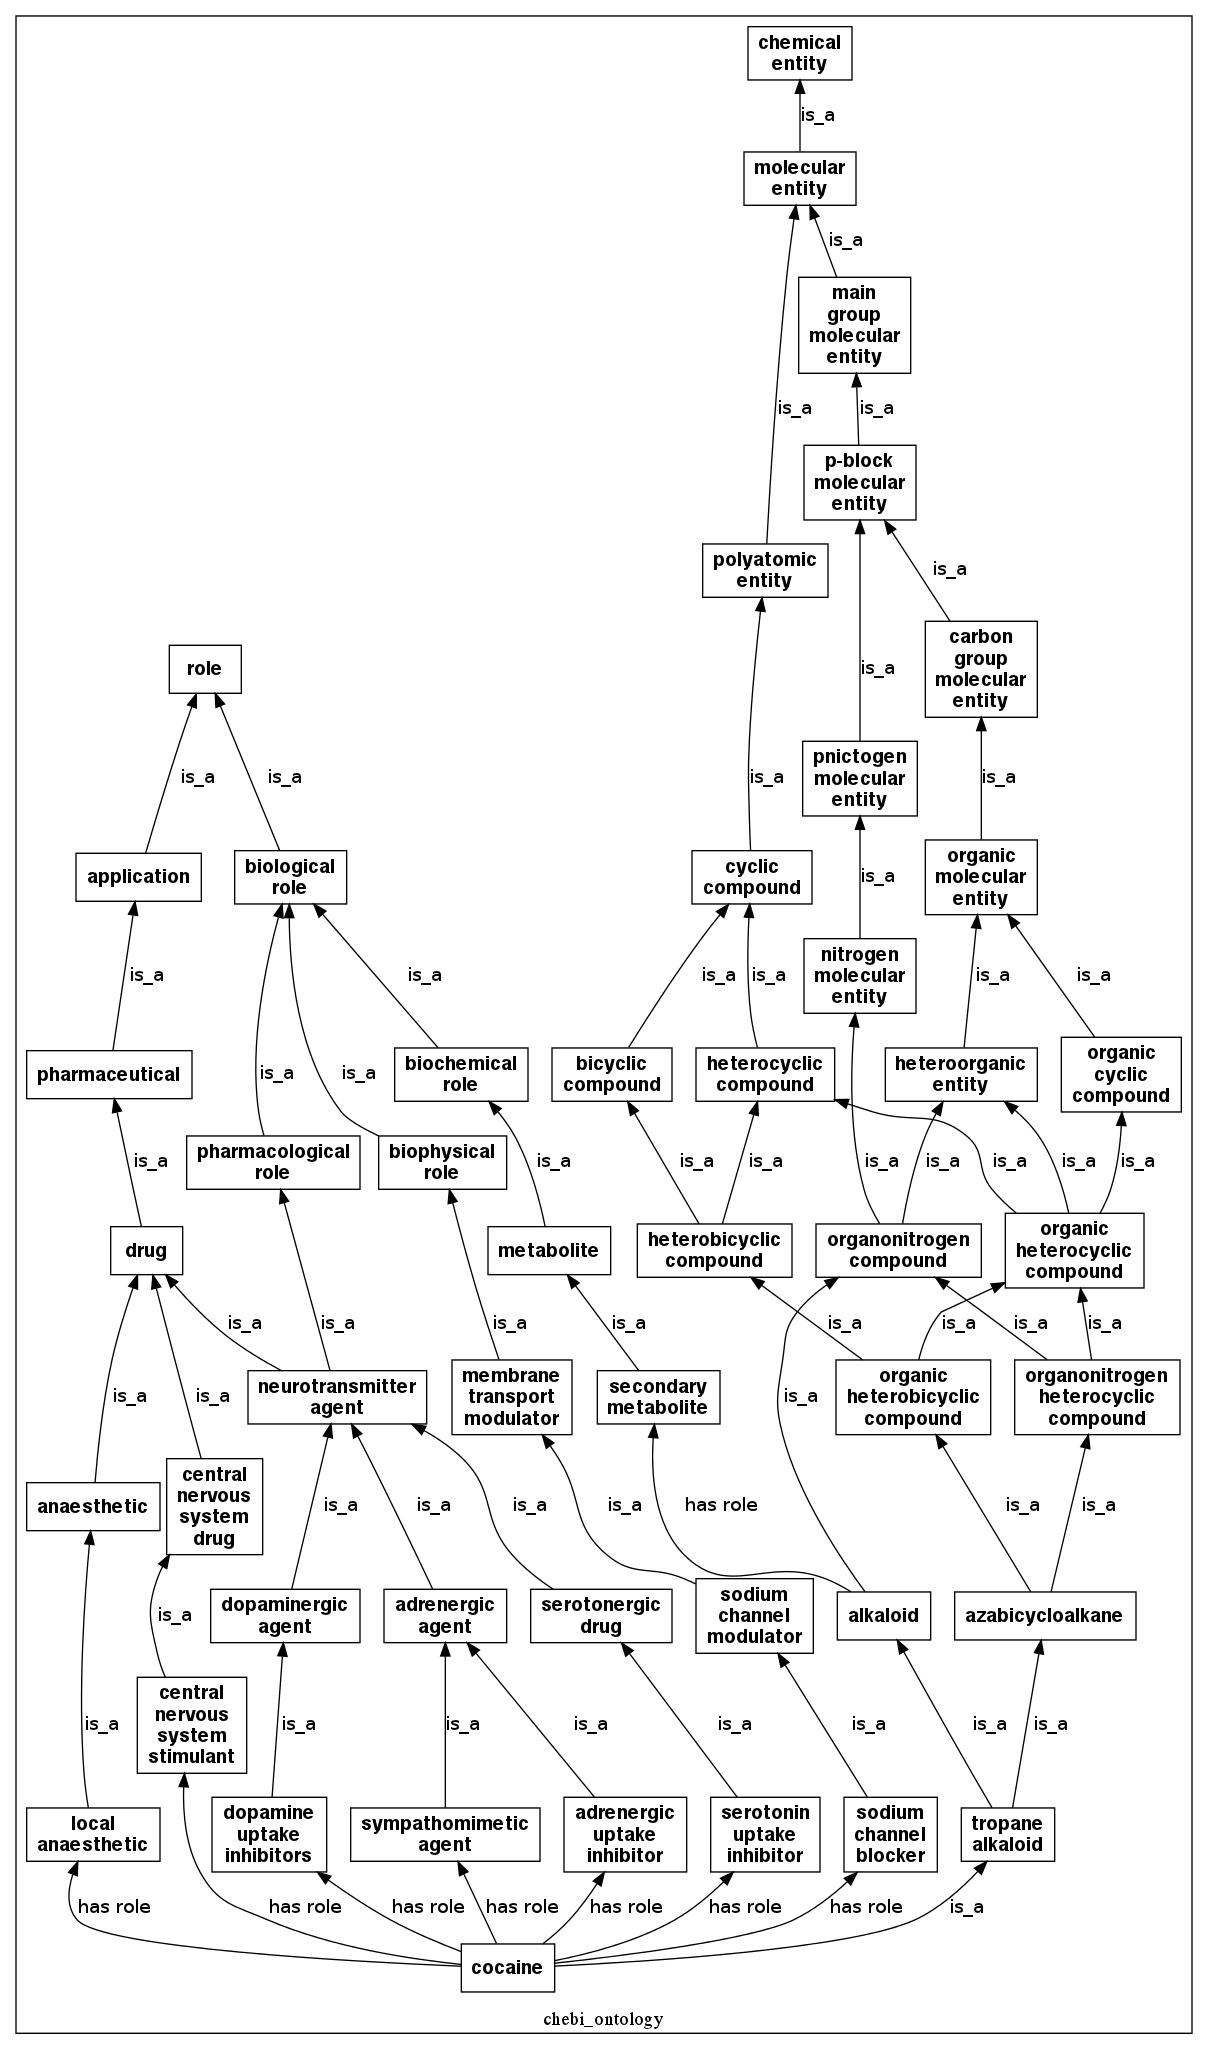 chemical
entity
is_a
molecular
entity
is_a
main
group
molecular
entity
is_a
is_a
p-block
molecular
entity
polyatomic
entity
is_a
carbon
group
molecular
entity
role
is_a
is_a
is_a
is_a
is_a
pnictogen
molecular
entity
application
biological
role
cyclic
compound
is_a
organic
molecular
entity
is_a
is_a
is_a
is_a
nitrogen
molecular
entity
is_a
is_a
pharmaceutical
is_a
is_a
biochemical
role
bicyclic
compound
heterocyclic
compound
heteroorganic
entity
organic
cyclic
compound
is_a
pharmacological
role
biophysical
role
is_a
is_a
is_a
is_a
is_a
is_a
is_a
is_a
drug
metabolite
heterobicyclic
compound
organonitrogen
compound
organic
heterocyclic
compound
is_a
is_a
is_a
is_a
is_a
is_a
is_a
is_a
is_a
is_a
neurotransmitter
agent
membrane
transport
modulator
secondary
metabolite
is_a
organic
heterobicyclic
compound
organonitrogen
heterocyclic
compound
anaesthetic
central
nervous
system
drug
is_a
is_a
is_a
is_a
has role
is_a
is_a
is_a
dopaminergic
agent
adrenergic
agent
serotonergic
drug
sodium
channel
modulator
alkaloid
azabicycloalkane
is_a
central
nervous
system
stimulant
is_a
is_a
is_a
is_a
is_a
is_a
is_a
local
anaesthetic
dopamine
uptake
inhibitors
sympathomimetic
agent
adrenergic
uptake
inhibitor
serotonin
uptake
inhibitor
sodium
channel
blocker
tropane
alkaloid
has role
has role
has role
has role
has role
has role
has role
is_a
cocaine
chebi_ontology